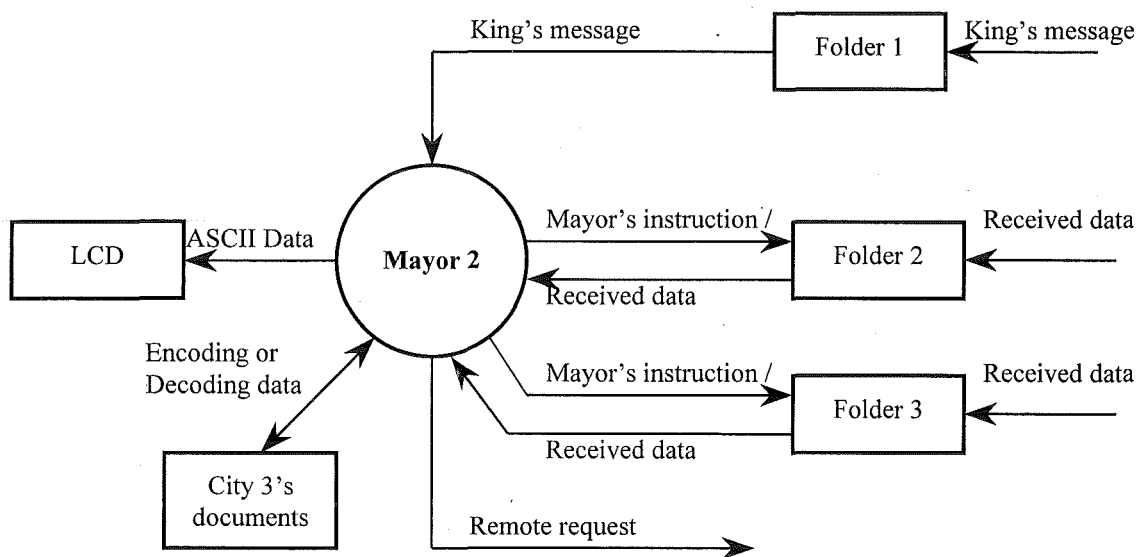 King's message
Folder 1
King's message
LCD
ASCII Data
Mayor 2
Mayor's instruction /
Received data
Folder 2
Received data
Encoding or
Decoding data
Mayor's instruction /
Received data
Folder 3
Received data
City 3's
documents
Remote request